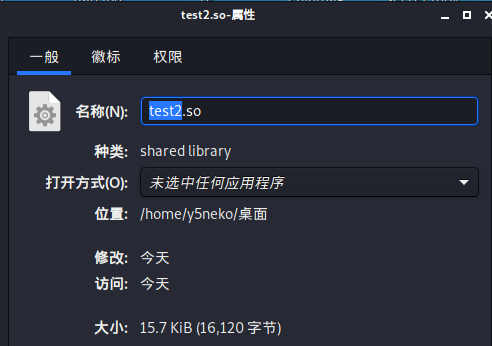 test2.so-属性
一般 徽标 权限
名称(N): test2.so
种类: shared library
打开方式(O): 未选中任何应用程序
位置: /home/y5neko/桌面
修改: 今天
访问: 今天
大小: 15.7 KiB (16,120 字节)